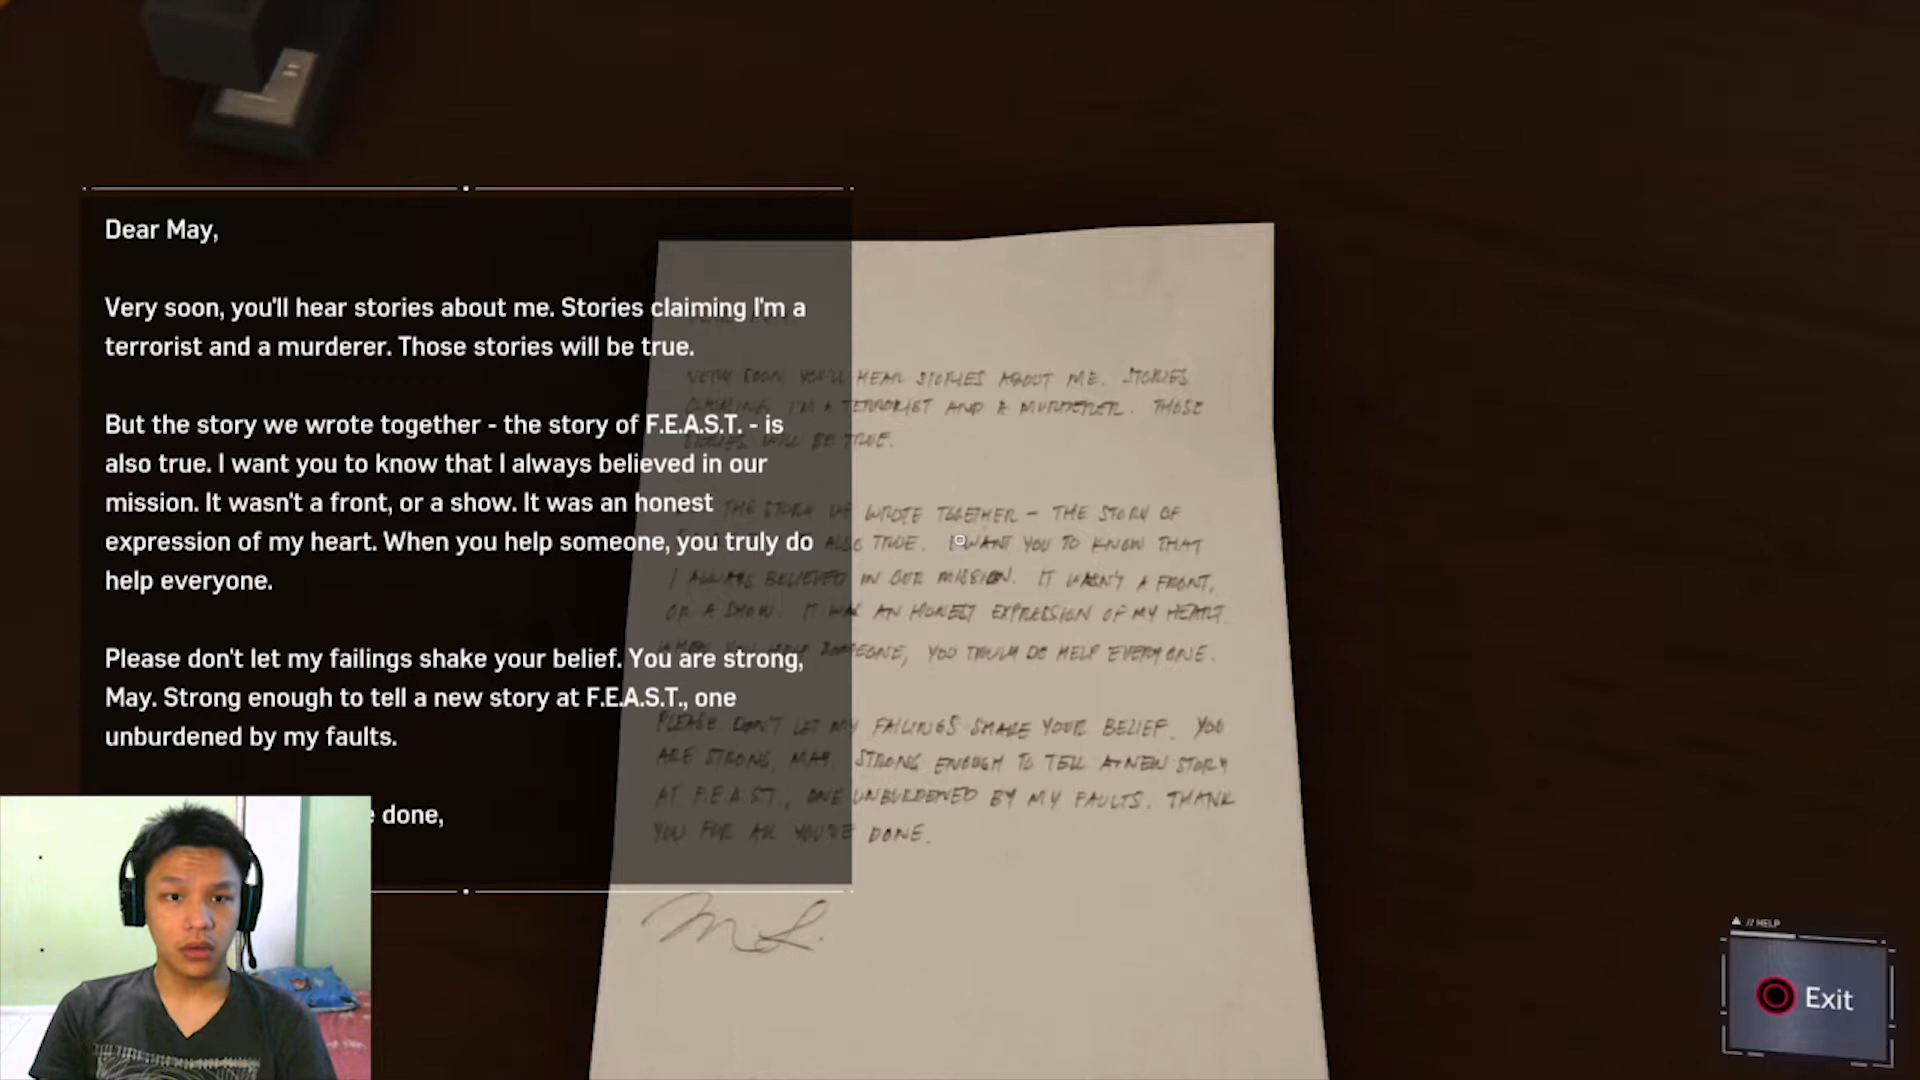 Dear May,
Very soon, you'll hear stories about me. Stories claiming I'm a
terrorist and a murderer. Those stories will be true.
But the story we wrote together - the story of F.E.A.S.T. - is
also true. I want you to know that I always believed in our
mission. It wasn't a front, or a show. It was an honest
expression of my heart. When you help someone, you truly do
help everyone.
Please don't let my failings shake your belief. You are strong,
May. Strong enough to tell a new story at F.E.A.S.T., one
unburdened by my faults.
e done,
VERY SOON YOU'LL HEAR STORIES ABOUT ME. STORIES
CLAIMING I'M A TERRORIST AND A MURDERER. THOSE
STORIES WILL BE TRUE.
THE STORY WE WROTE TOGETHER - THE STORY OF
ALSO TRUE. I WANT YOU TO KNOW THAT
I ALWAYS BELIEVED IN OUR MISSION. IT WASN'T A FRONT,
OR A SHOW. IT WAS AN HONEST EXPRESSION OF MY HEART.
WHEN YOU HELP SOMEONE, YOU TRULY DO HELP EVERYONE.
PLEASE DON'T LET MY FAILINGS SHAKE YOUR BELIEF. YOU
ARE STRONG, MAY. STRONG ENOUGH TO TELL A NEW STORY
AT F.E.A.S.T., ONE UNBURDENED BY MY FAULTS. THANK
YOU FOR ALL YOU'VE DONE.
M L.
// HELP
Exit